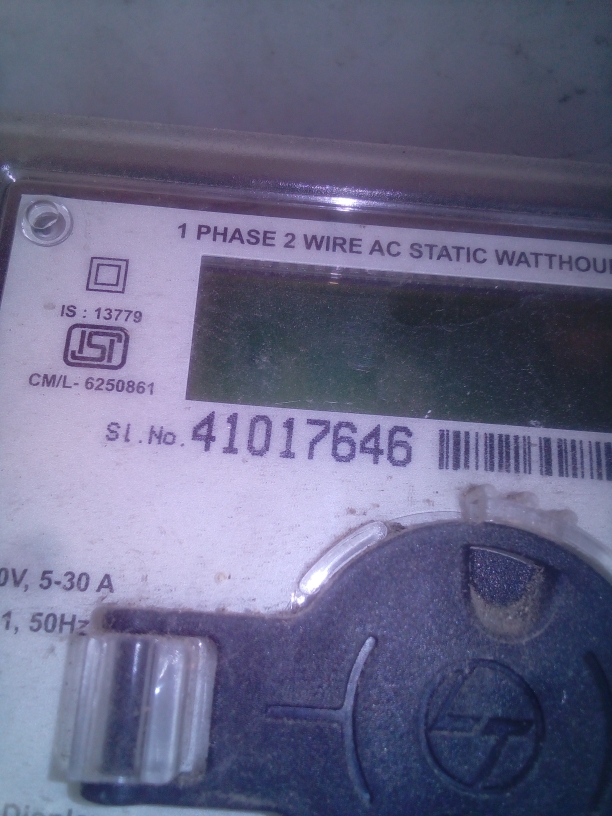 1 PHASE 2 WIRE AC STATIC WATTHOU
IS : 13779
ISI
CM/L- 6250861
Sl.No. 41017646
0V, 5-30 A
1, 50Hz